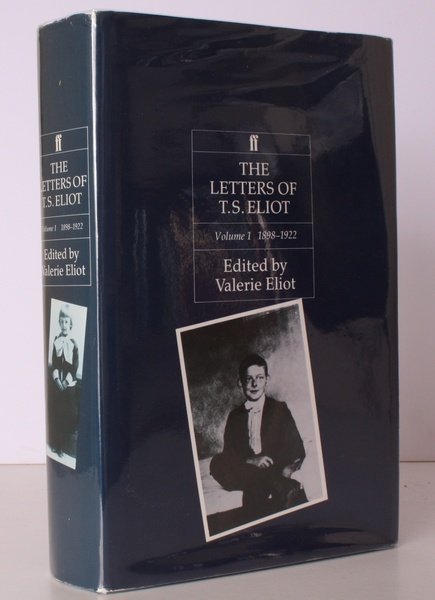 ff
THE
LETTERS OF
T.S. ELIOT
Volume 1 1898–1922
Edited by
Valerie Eliot
ff
THE
LETTERS OF
T.S. ELIOT
Volume 1 1898–1922
Edited by
Valerie Eliot